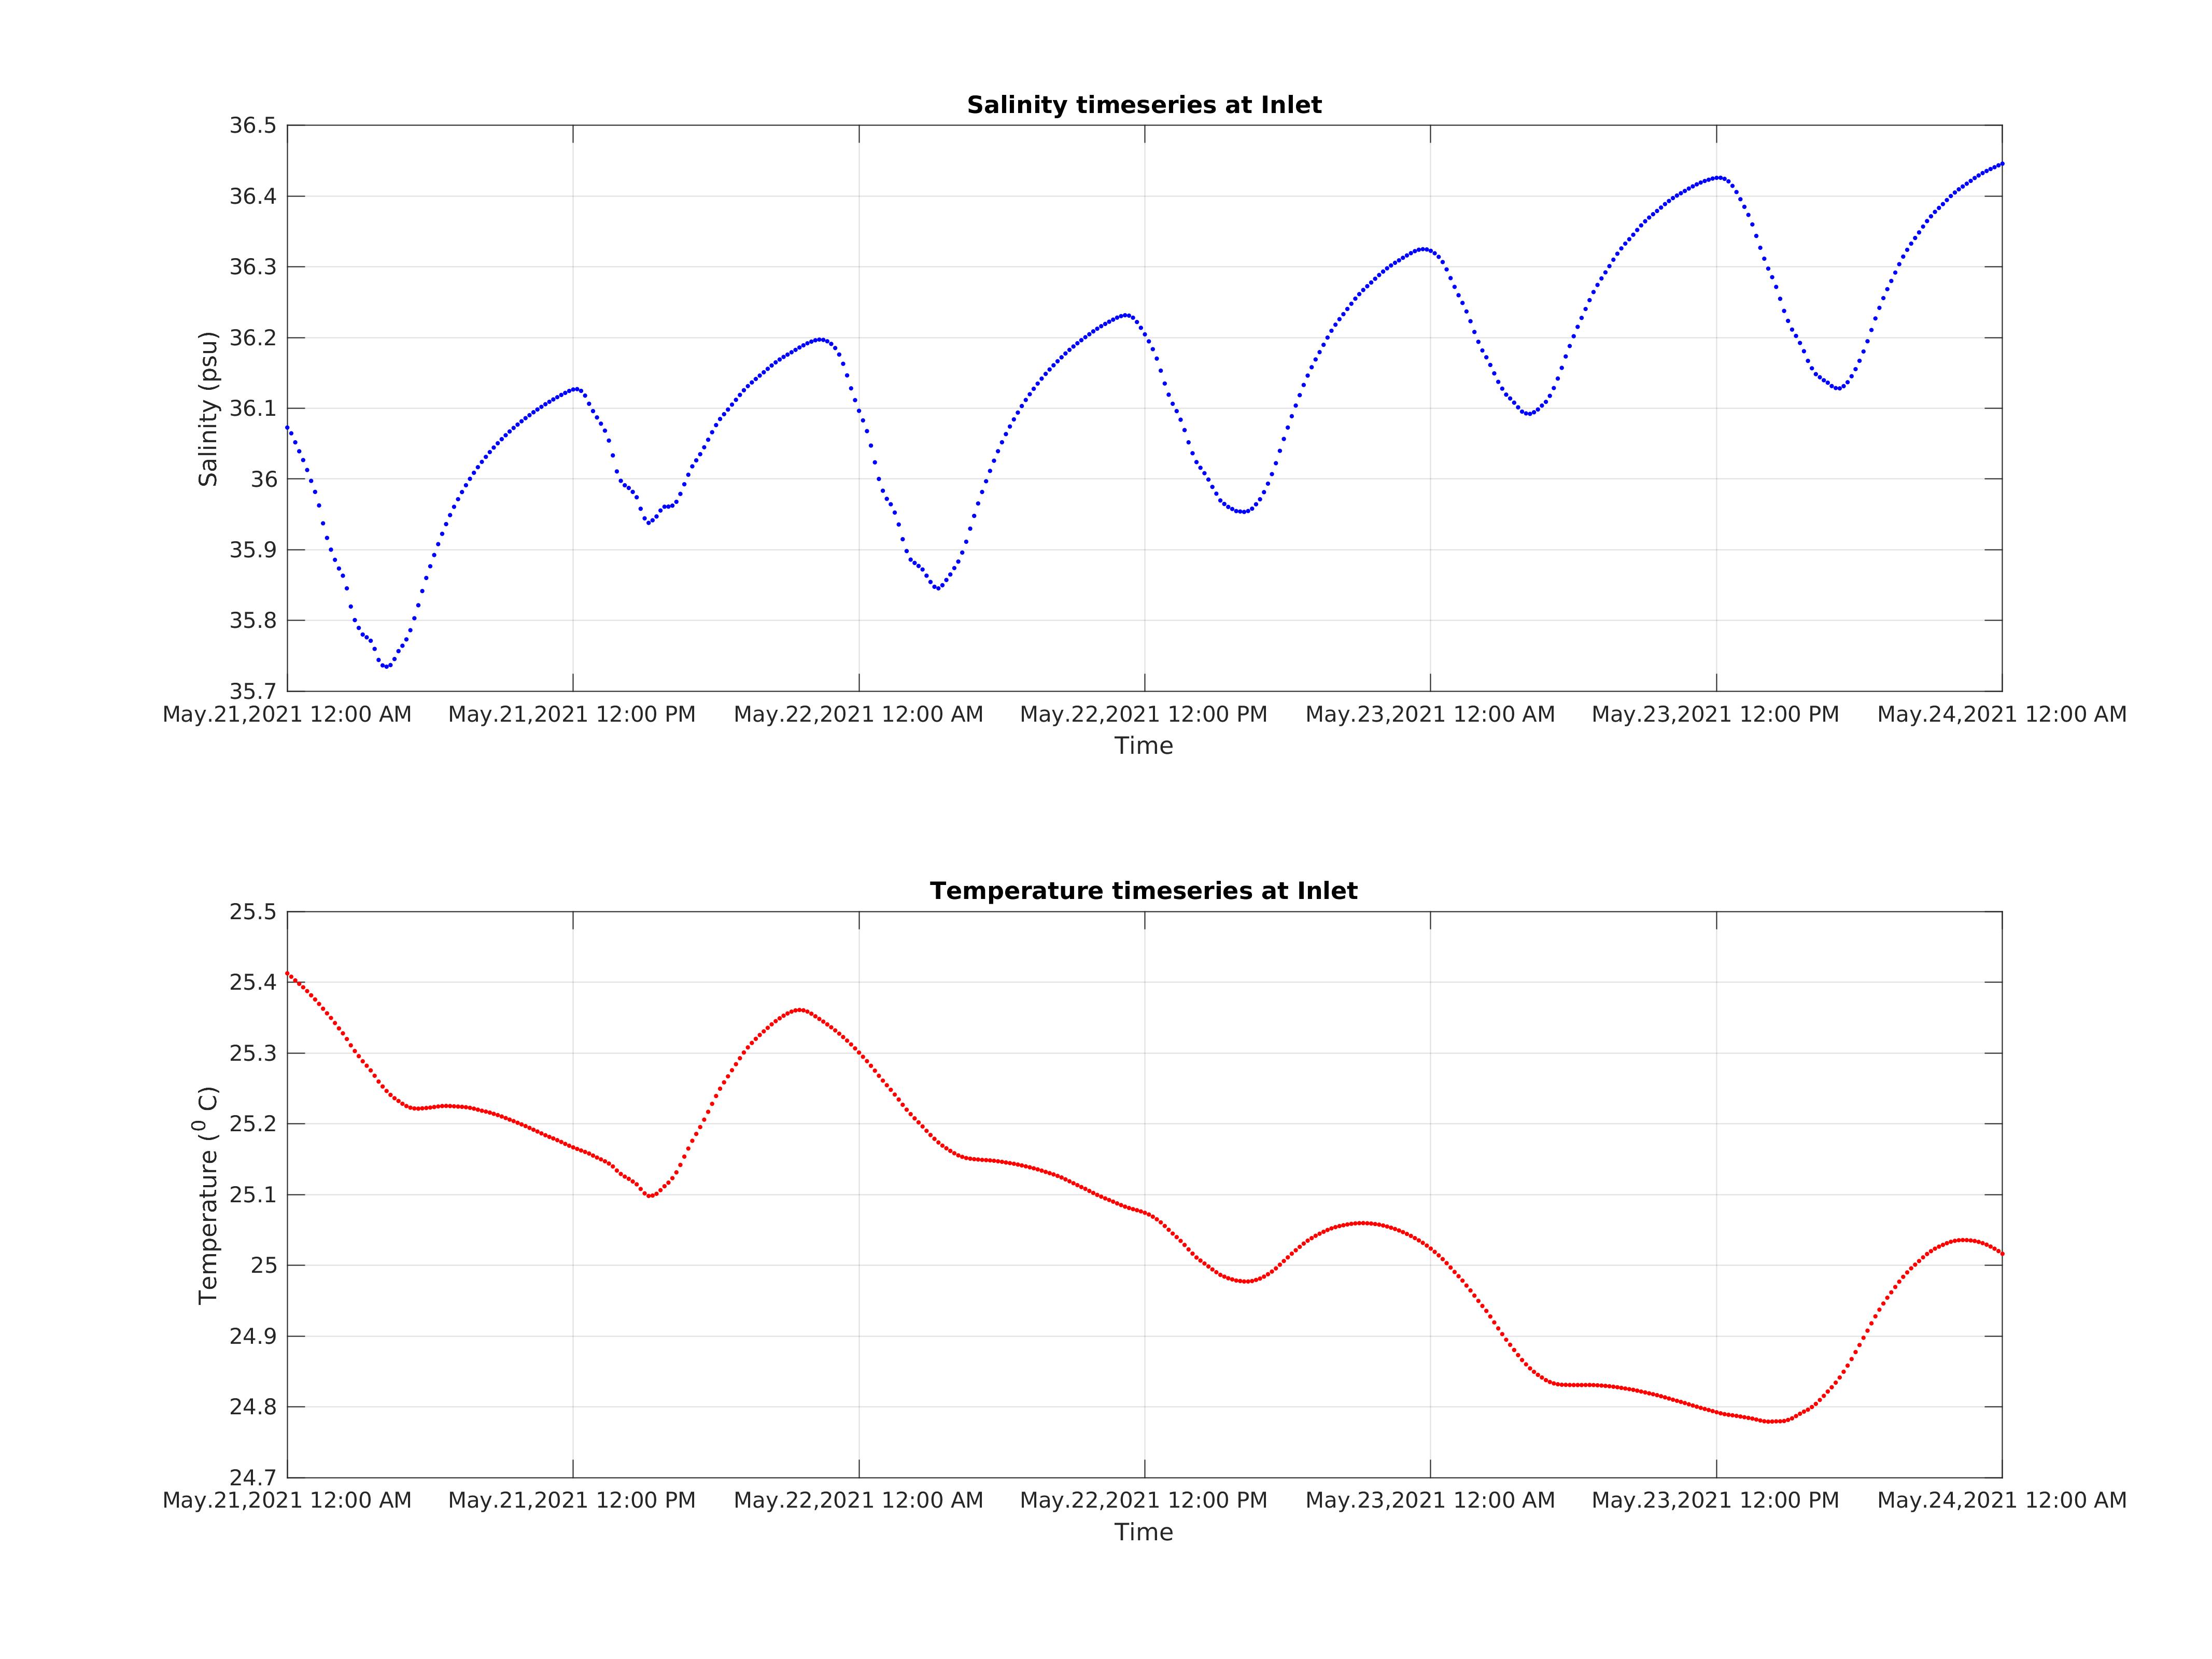 Salinity timeseries at Inlet
36.5
36.4
36.3
36.2
36.1
36
35.9
35.8
35.7
Salinity (psu)
May.21,2021 12:00 AM May.21,2021 12:00 PM May.22,2021 12:00 AM May.22,2021 12:00 PM May.23,2021 12:00 AM May.23,2021 12:00 PM May.24,2021 12:00 AM
Time
Temperature timeseries at Inlet
25.5
25.4
25.3
25.2
25.1
25
24.9
24.8
24.7
Temperature (⁰ C)
May.21,2021 12:00 AM May.21,2021 12:00 PM May.22,2021 12:00 AM May.22,2021 12:00 PM May.23,2021 12:00 AM May.23,2021 12:00 PM May.24,2021 12:00 AM
Time